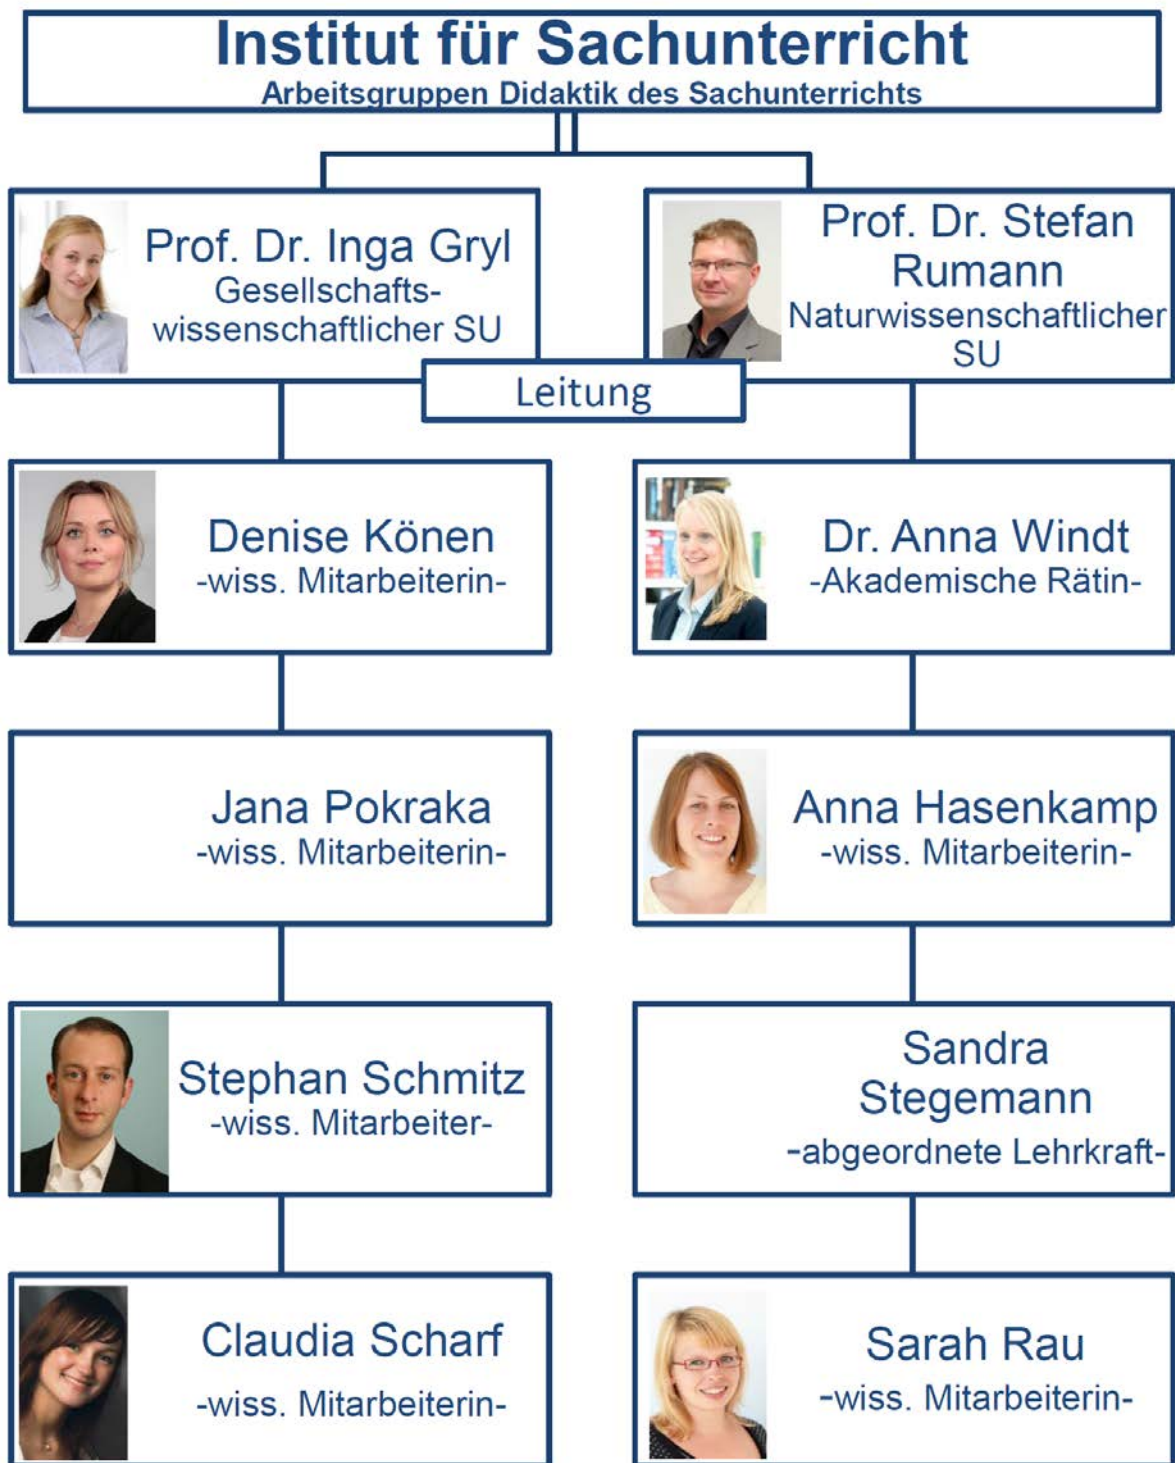 Institut für Sachunterricht
Arbeitsgruppen Didaktik des Sachunterrichts
Prof. Dr. Inga Gryl
Gesellschafts-
wissenschaftlicher SU
Prof. Dr. Stefan
Rumann
Naturwissenschaftlicher
SU
Leitung
Denise Könen
-wiss. Mitarbeiterin-
Dr. Anna Windt
-Akademische Rätin-
Jana Pokraka
-wiss. Mitarbeiterin-
Anna Hasenkamp
-wiss. Mitarbeiterin-
Stephan Schmitz
-wiss. Mitarbeiter-
Sandra
Stegemann
-abgeordnete Lehrkraft-
Claudia Scharf
-wiss. Mitarbeiterin-
Sarah Rau
-wiss. Mitarbeiterin-